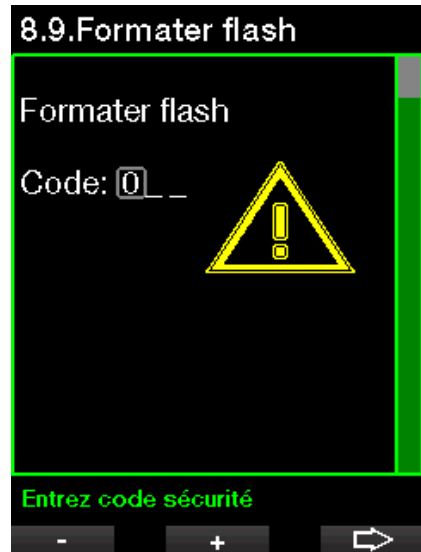 8.9.Formater flash
Formater flash
Code: 0_ _
!
Entrez code sécurité
- + ⇨